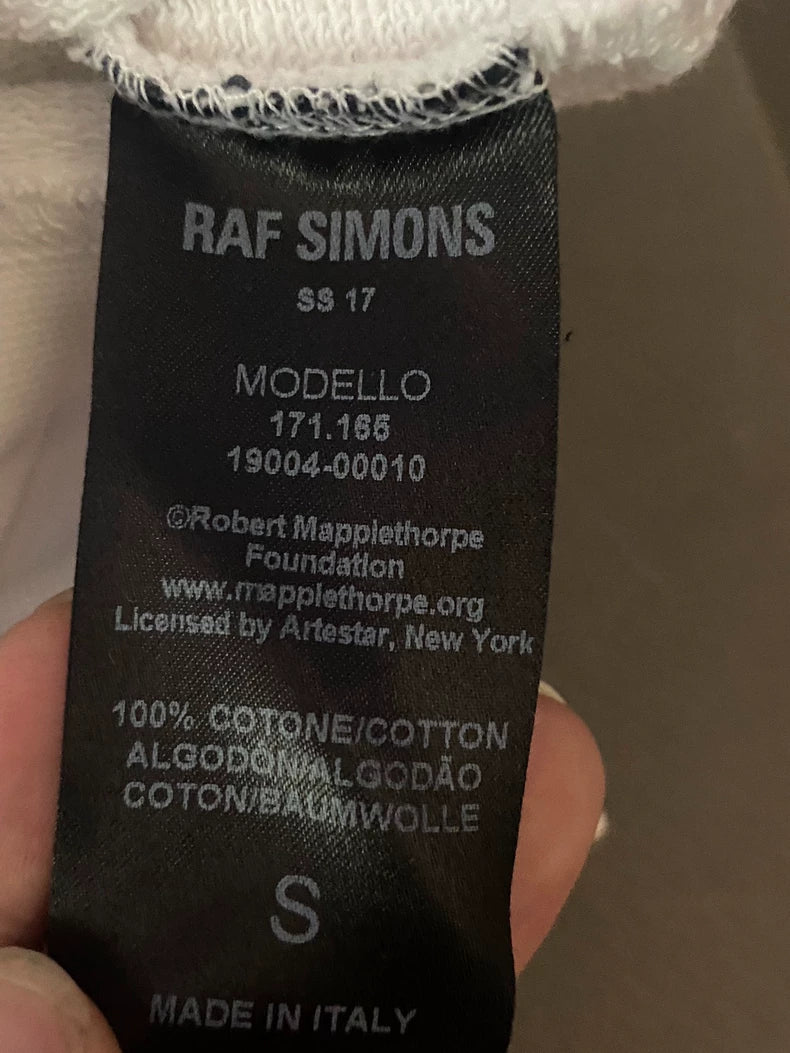 RAF SIMONS
SS 17
MODELLO
171.166
19004-00010
©Robert Mapplethorpe
Foundation
www.mapplethorpe.org
Licensed by Artestar, New York
100% COTONE/COTTON
ALGODON/ALGODÃO
COTON/BAUMWOLLE
S
MADE IN ITALY